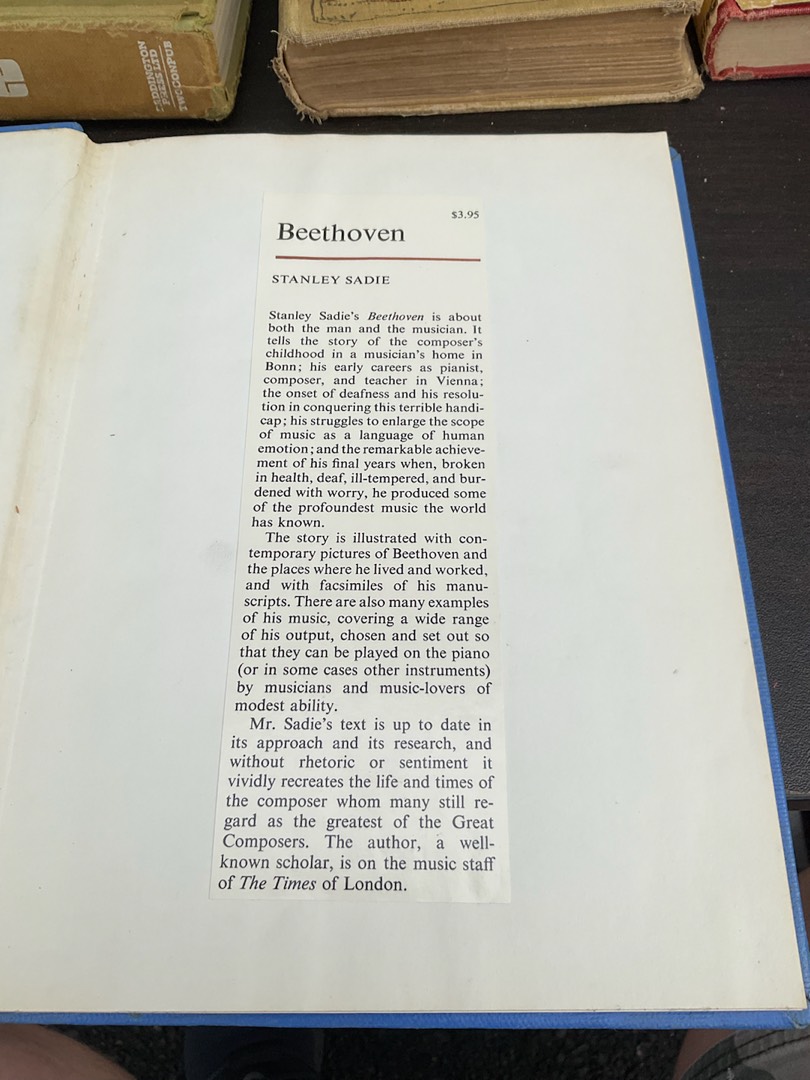 PADDINGTON
PRESS LTD
TWO CONTINENTS
$3.95
Beethoven
STANLEY SADIE
Stanley Sadie's Beethoven is about
both the man and the musician. It
tells the story of the composer's
childhood in a musician's home in
Bonn; his early careers as pianist,
composer, and teacher in Vienna;
the onset of deafness and his resolu-
tion in conquering this terrible handi-
cap; his struggles to enlarge the scope
of music as a language of human
emotion; and the remarkable achieve-
ment of his final years when, broken
in health, deaf, ill-tempered, and bur-
dened with worry, he produced some
of the profoundest music the world
has known.
The story is illustrated with con-
temporary pictures of Beethoven and
the places where he lived and worked,
and with facsimiles of his manu-
scripts. There are also many examples
of his music, covering a wide range
of his output, chosen and set out so
that they can be played on the piano
(or in some cases other instruments)
by musicians and music-lovers of
modest ability.
Mr. Sadie's text is up to date in
its approach and its research, and
without rhetoric or sentiment it
vividly recreates the life and times of
the composer whom many still re-
gard as the greatest of the Great
Composers. The author, a well-
known scholar, is on the music staff
of The Times of London.